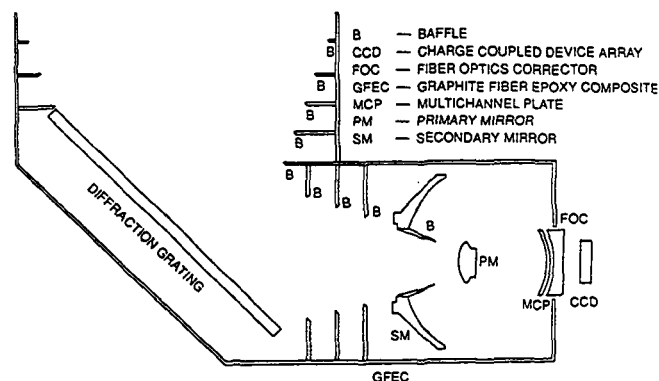 B — BAFFLE
CCD — CHARGE COUPLED DEVICE ARRAY
FOC — FIBER OPTICS CORRECTOR
GFEC — GRAPHITE FIBER EPOXY COMPOSITE
MCP — MULTICHANNEL PLATE
PM — PRIMARY MIRROR
SM — SECONDARY MIRROR
B
B
B
B
B
B
B
B
B
DIFFRACTION GRATING
FOC
PM
MCP
CCD
SM
GFEC